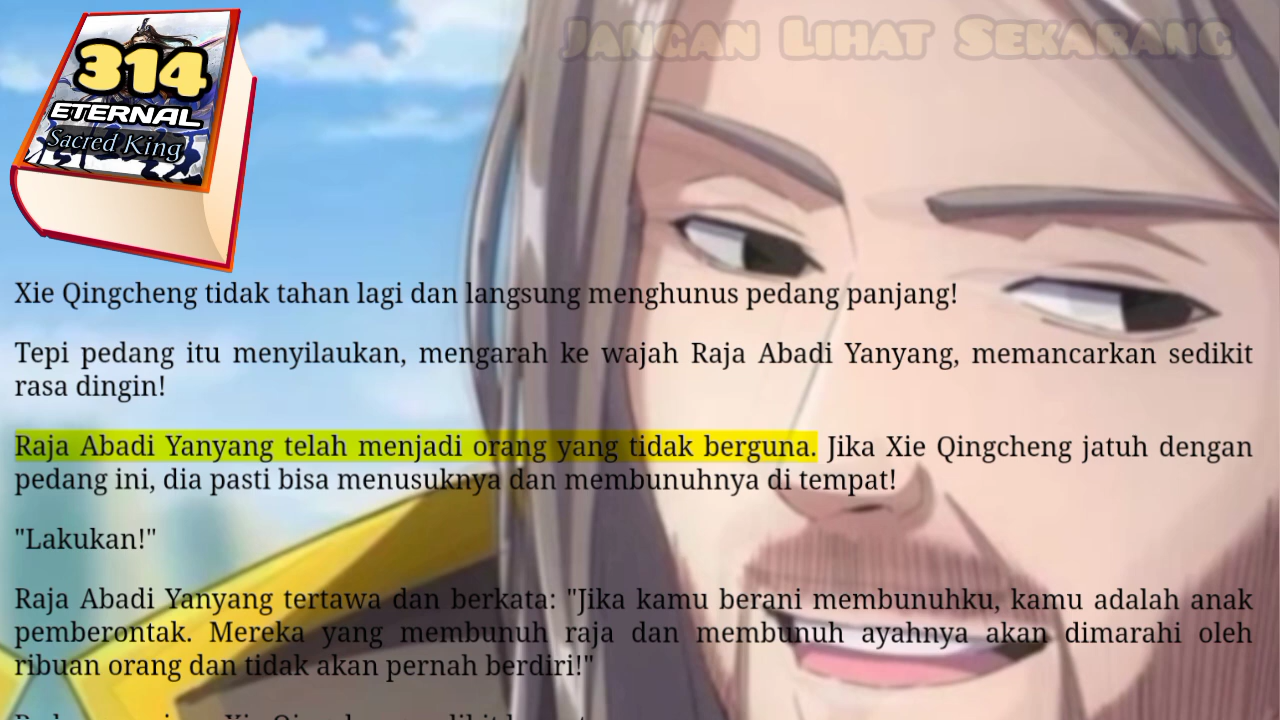 Jangan Lihat Sekarang
314
ETERNAL
Sacred King
Xie Qingcheng tidak tahan lagi dan langsung menghunus pedang panjang!
Tepi pedang itu menyilaukan, mengarah ke wajah Raja Abadi Yanyang, memancarkan sedikit
rasa dingin!
Raja Abadi Yanyang telah menjadi orang yang tidak berguna. Jika Xie Qingcheng jatuh dengan
pedang ini, dia pasti bisa menusuknya dan membunuhnya di tempat!
"Lakukan!"
Raja Abadi Yanyang tertawa dan berkata: "Jika kamu berani membunuhku, kamu adalah anak
pemberontak. Mereka yang membunuh raja dan membunuh ayahnya akan dimarahi oleh
ribuan orang dan tidak akan pernah berdiri!"